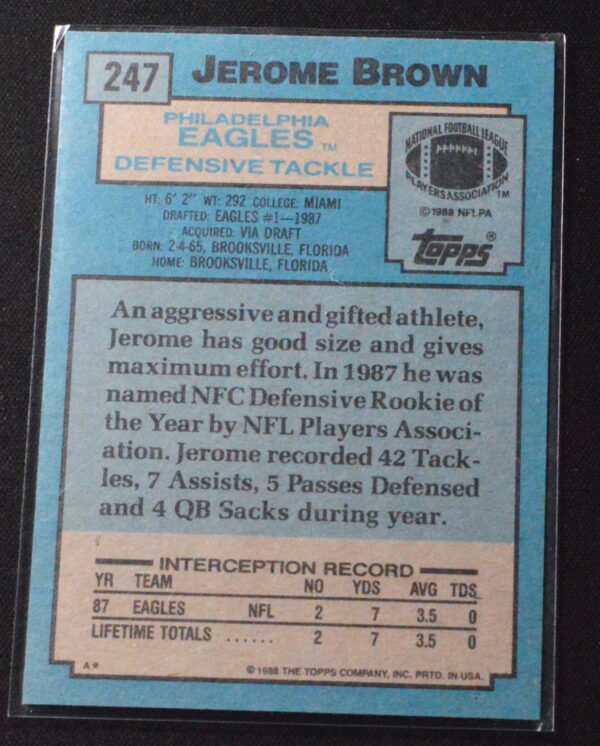 247
JEROME BROWN
PHILADELPHIA
EAGLES™
DEFENSIVE TACKLE
NATIONAL FOOTBALL LEAGUE
PLAYERS ASSOCIATION™
© 1988 NFLPA
topps®
HT: 6' 2" WT: 292 COLLEGE: MIAMI
DRAFTED: EAGLES #1—1987
ACQUIRED: VIA DRAFT
BORN: 2-4-65, BROOKSVILLE, FLORIDA
HOME: BROOKSVILLE, FLORIDA
An aggressive and gifted athlete,
Jerome has good size and gives
maximum effort. In 1987 he was
named NFC Defensive Rookie of
the Year by NFL Players Associ-
ation. Jerome recorded 42 Tack-
les, 7 Assists, 5 Passes Defensed
and 4 QB Sacks during year.
INTERCEPTION RECORD
YR TEAM NO YDS AVG TDS
87 EAGLES NFL 2 7 3.5 0
LIFETIME TOTALS ...... 2 7 3.5 0
A*
© 1988 THE TOPPS COMPANY, INC. PRTD. IN USA.